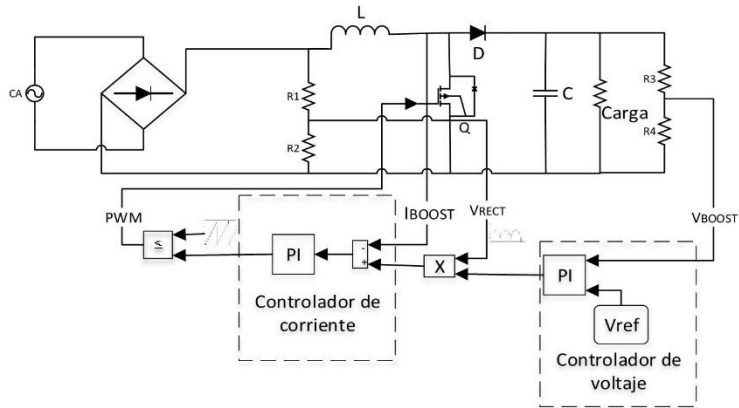 L
D
CA
R1
R2
Q
C
Carga
R3
R4
PWM
IBOOST
VRECT
VBOOST
≤
PI
-
+
X
PI
Vref
Controlador de
corriente
Controlador de
voltaje